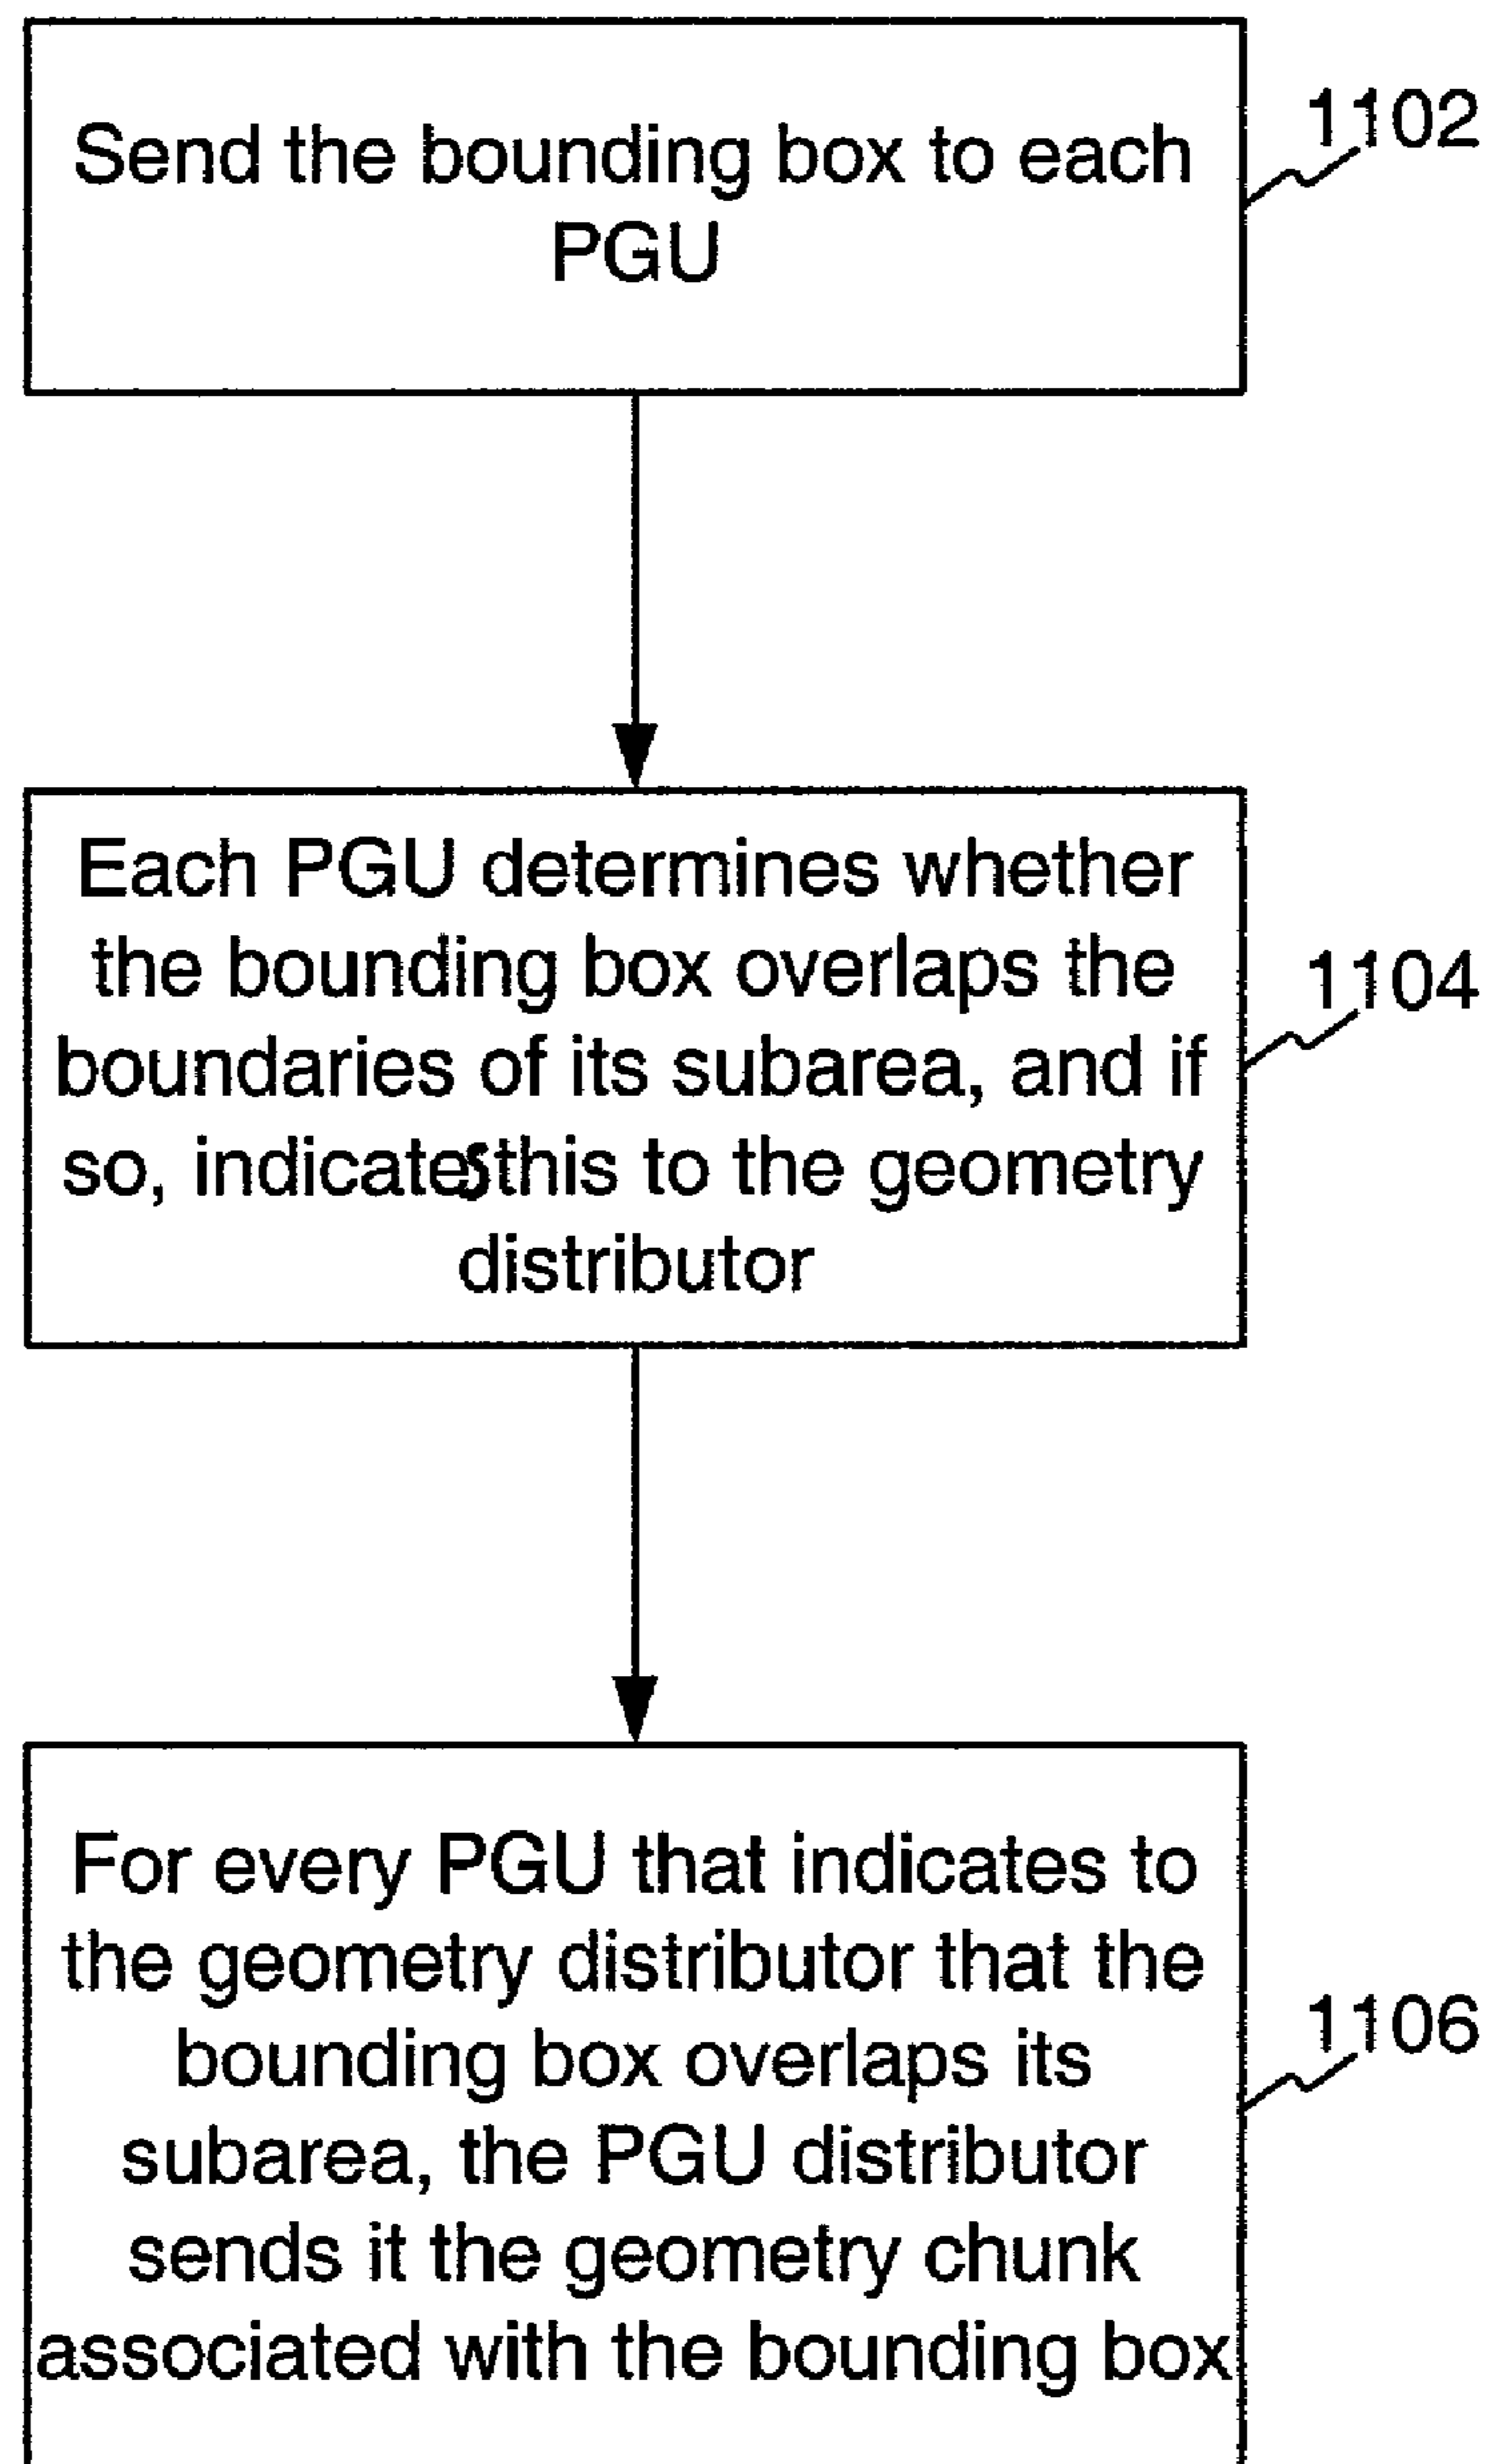 Send the bounding box to each
PGU
1102
Each PGU determines whether
the bounding box overlaps the
boundaries of its subarea, and if
so, indicates this to the geometry
distributor
1104
For every PGU that indicates to
the geometry distributor that the
bounding box overlaps its
subarea, the PGU distributor
sends it the geometry chunk
associated with the bounding box
1106